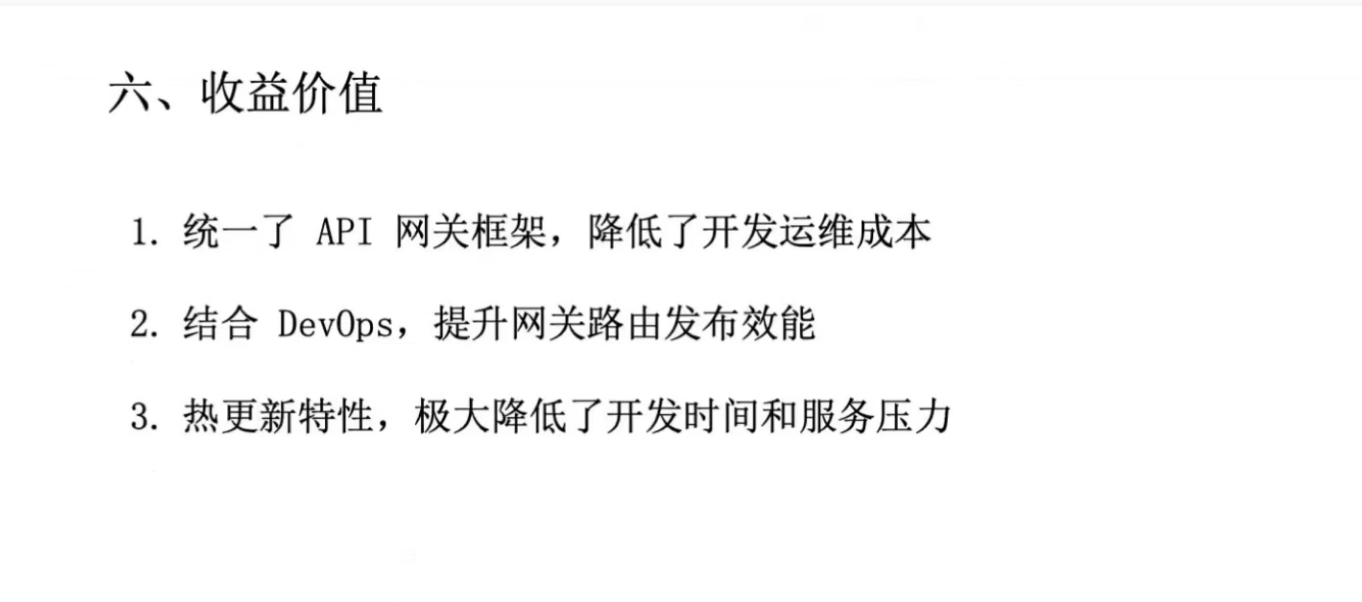 六、收益价值
1. 统一了 API 网关框架，降低了开发运维成本
2. 结合 DevOps，提升网关路由发布效能
3. 热更新特性，极大降低了开发时间和服务压力